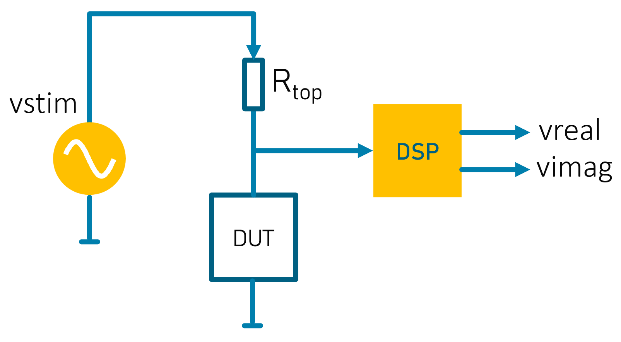 vstim
Rtop
DSP
vreal
vimag
DUT